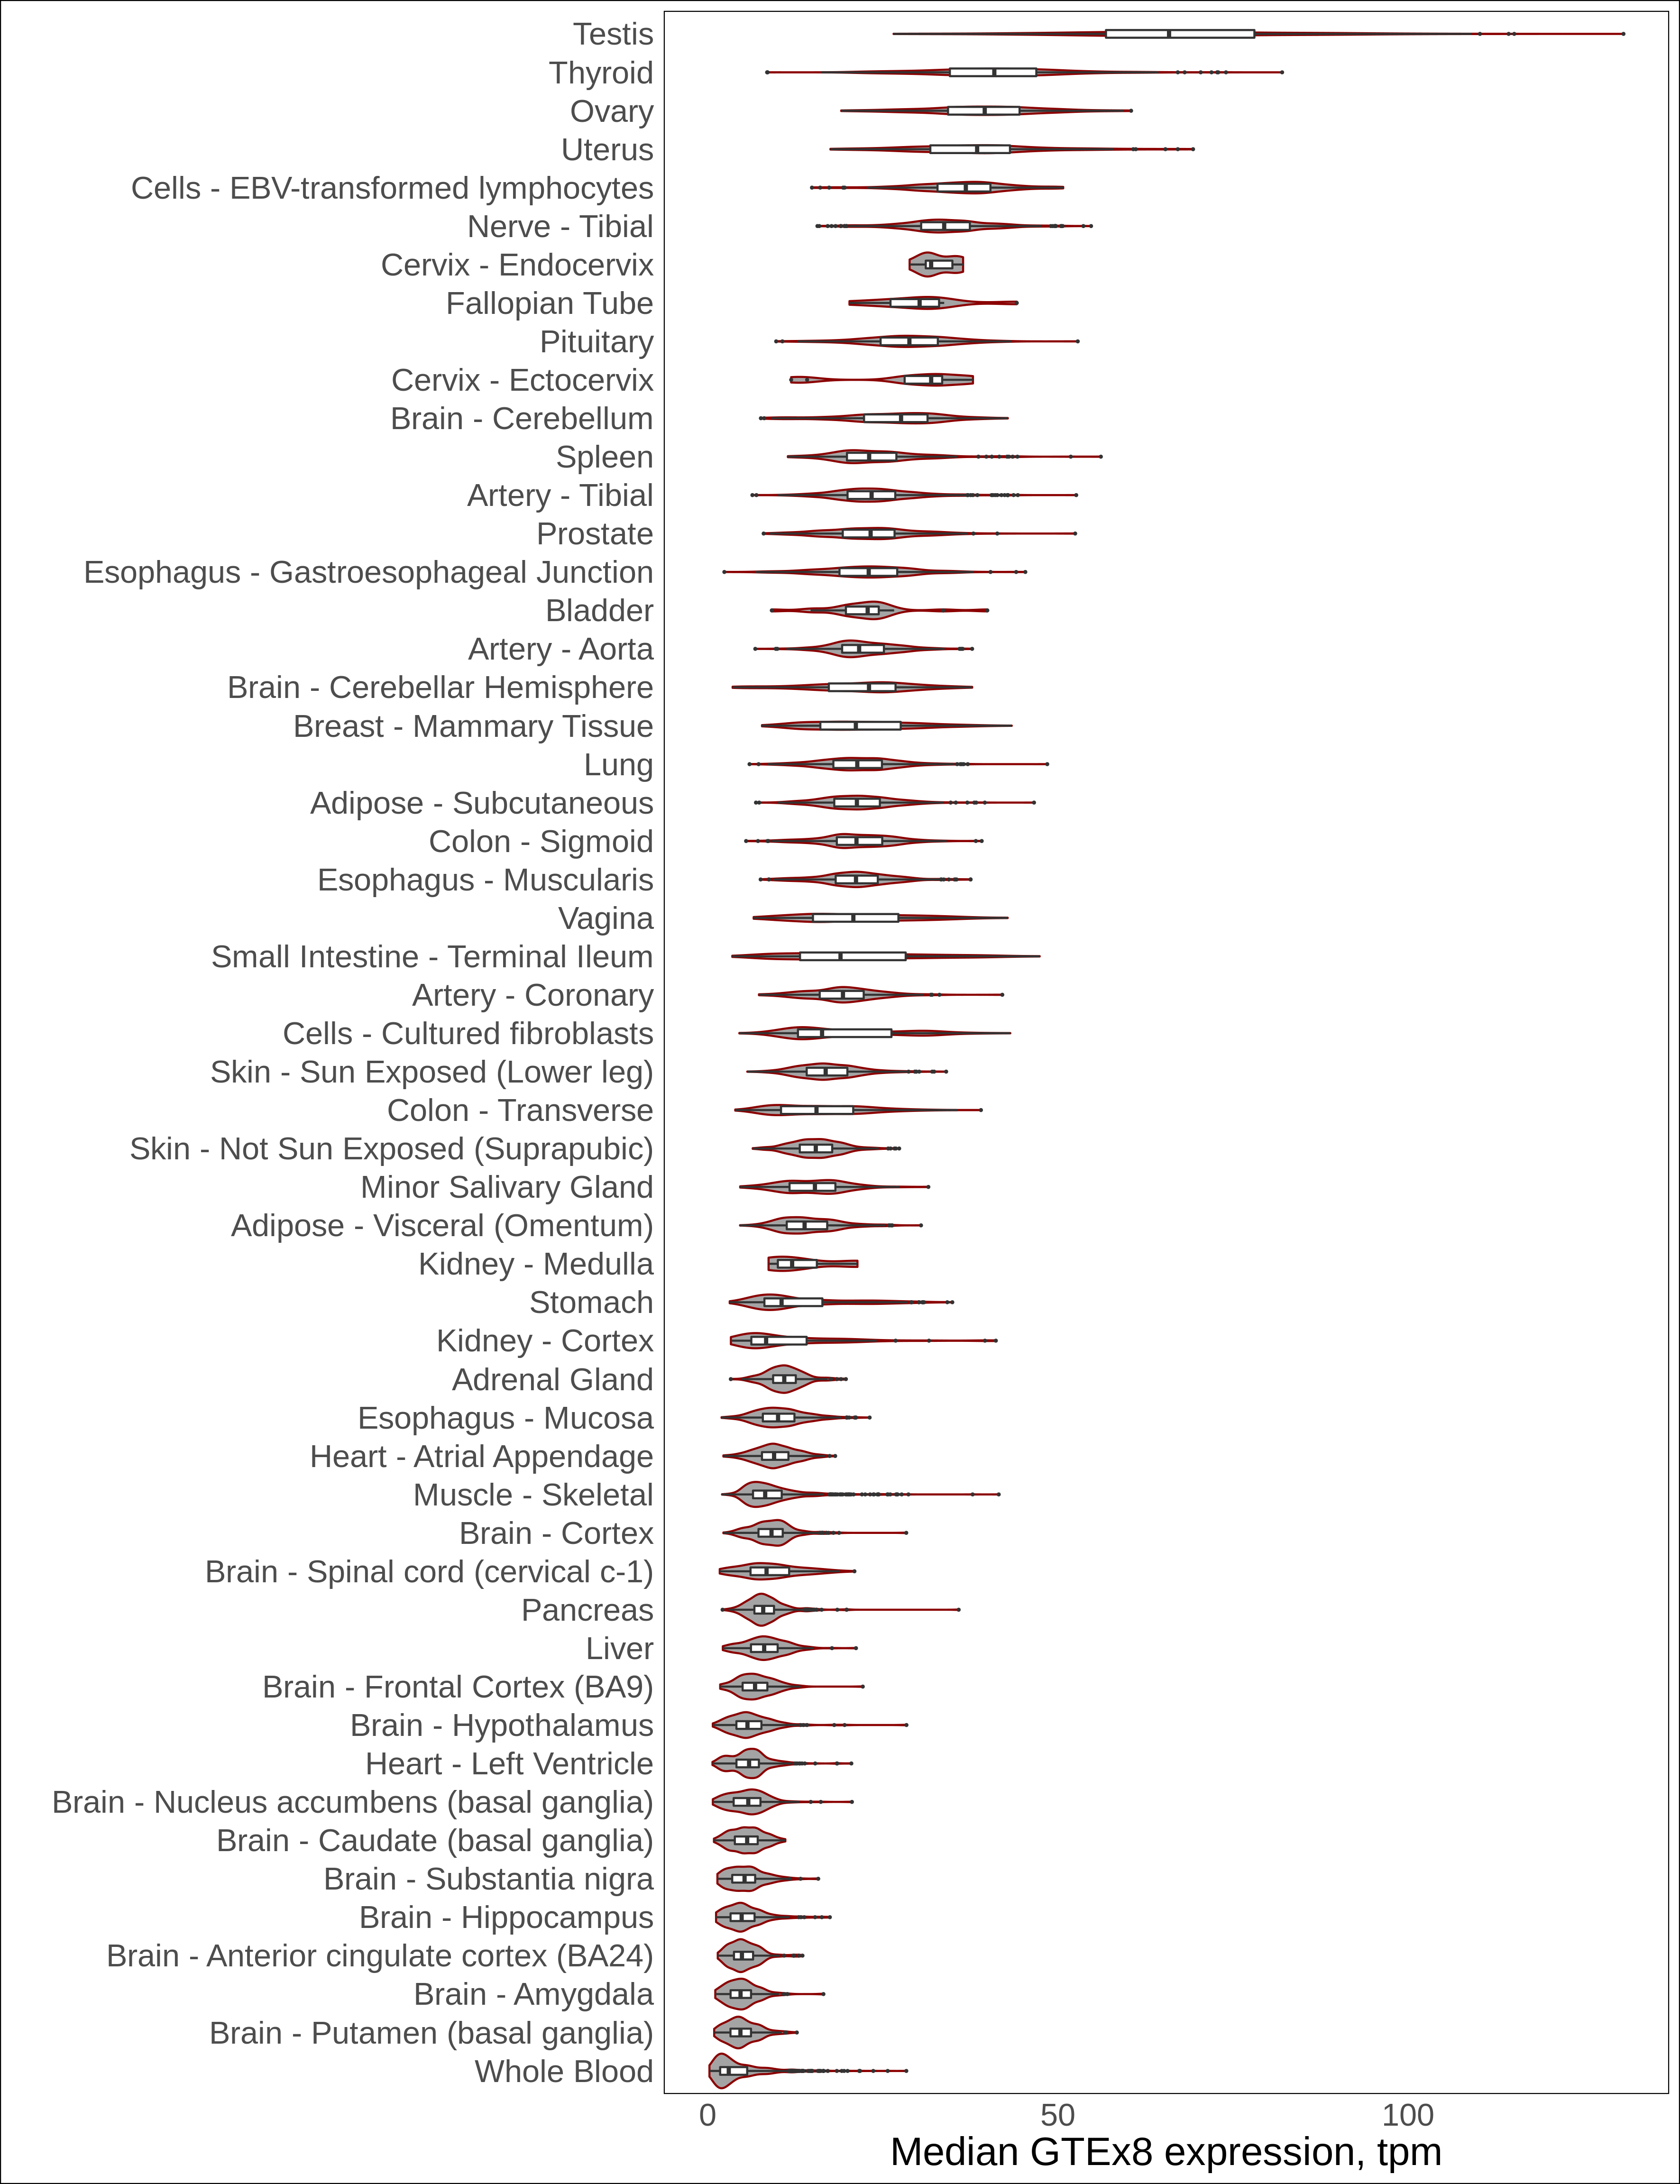 Testis
Thyroid
Ovary
Uterus
Cells - EBV-transformed lymphocytes
Nerve - Tibial
Cervix - Endocervix
Fallopian Tube
Pituitary
Cervix - Ectocervix
Brain - Cerebellum
Spleen
Artery - Tibial
Prostate
Esophagus - Gastroesophageal Junction
Bladder
Artery - Aorta
Brain - Cerebellar Hemisphere
Breast - Mammary Tissue
Lung
Adipose - Subcutaneous
Colon - Sigmoid
Esophagus - Muscularis
Vagina
Small Intestine - Terminal Ileum
Artery - Coronary
Cells - Cultured fibroblasts
Skin - Sun Exposed (Lower leg)
Colon - Transverse
Skin - Not Sun Exposed (Suprapubic)
Minor Salivary Gland
Adipose - Visceral (Omentum)
Kidney - Medulla
Stomach
Kidney - Cortex
Adrenal Gland
Esophagus - Mucosa
Heart - Atrial Appendage
Muscle - Skeletal
Brain - Cortex
Brain - Spinal cord (cervical c-1)
Pancreas
Liver
Brain - Frontal Cortex (BA9)
Brain - Hypothalamus
Heart - Left Ventricle
Brain - Nucleus accumbens (basal ganglia)
Brain - Caudate (basal ganglia)
Brain - Substantia nigra
Brain - Hippocampus
Brain - Anterior cingulate cortex (BA24)
Brain - Amygdala
Brain - Putamen (basal ganglia)
Whole Blood
0 50 100
Median GTEx8 expression, tpm